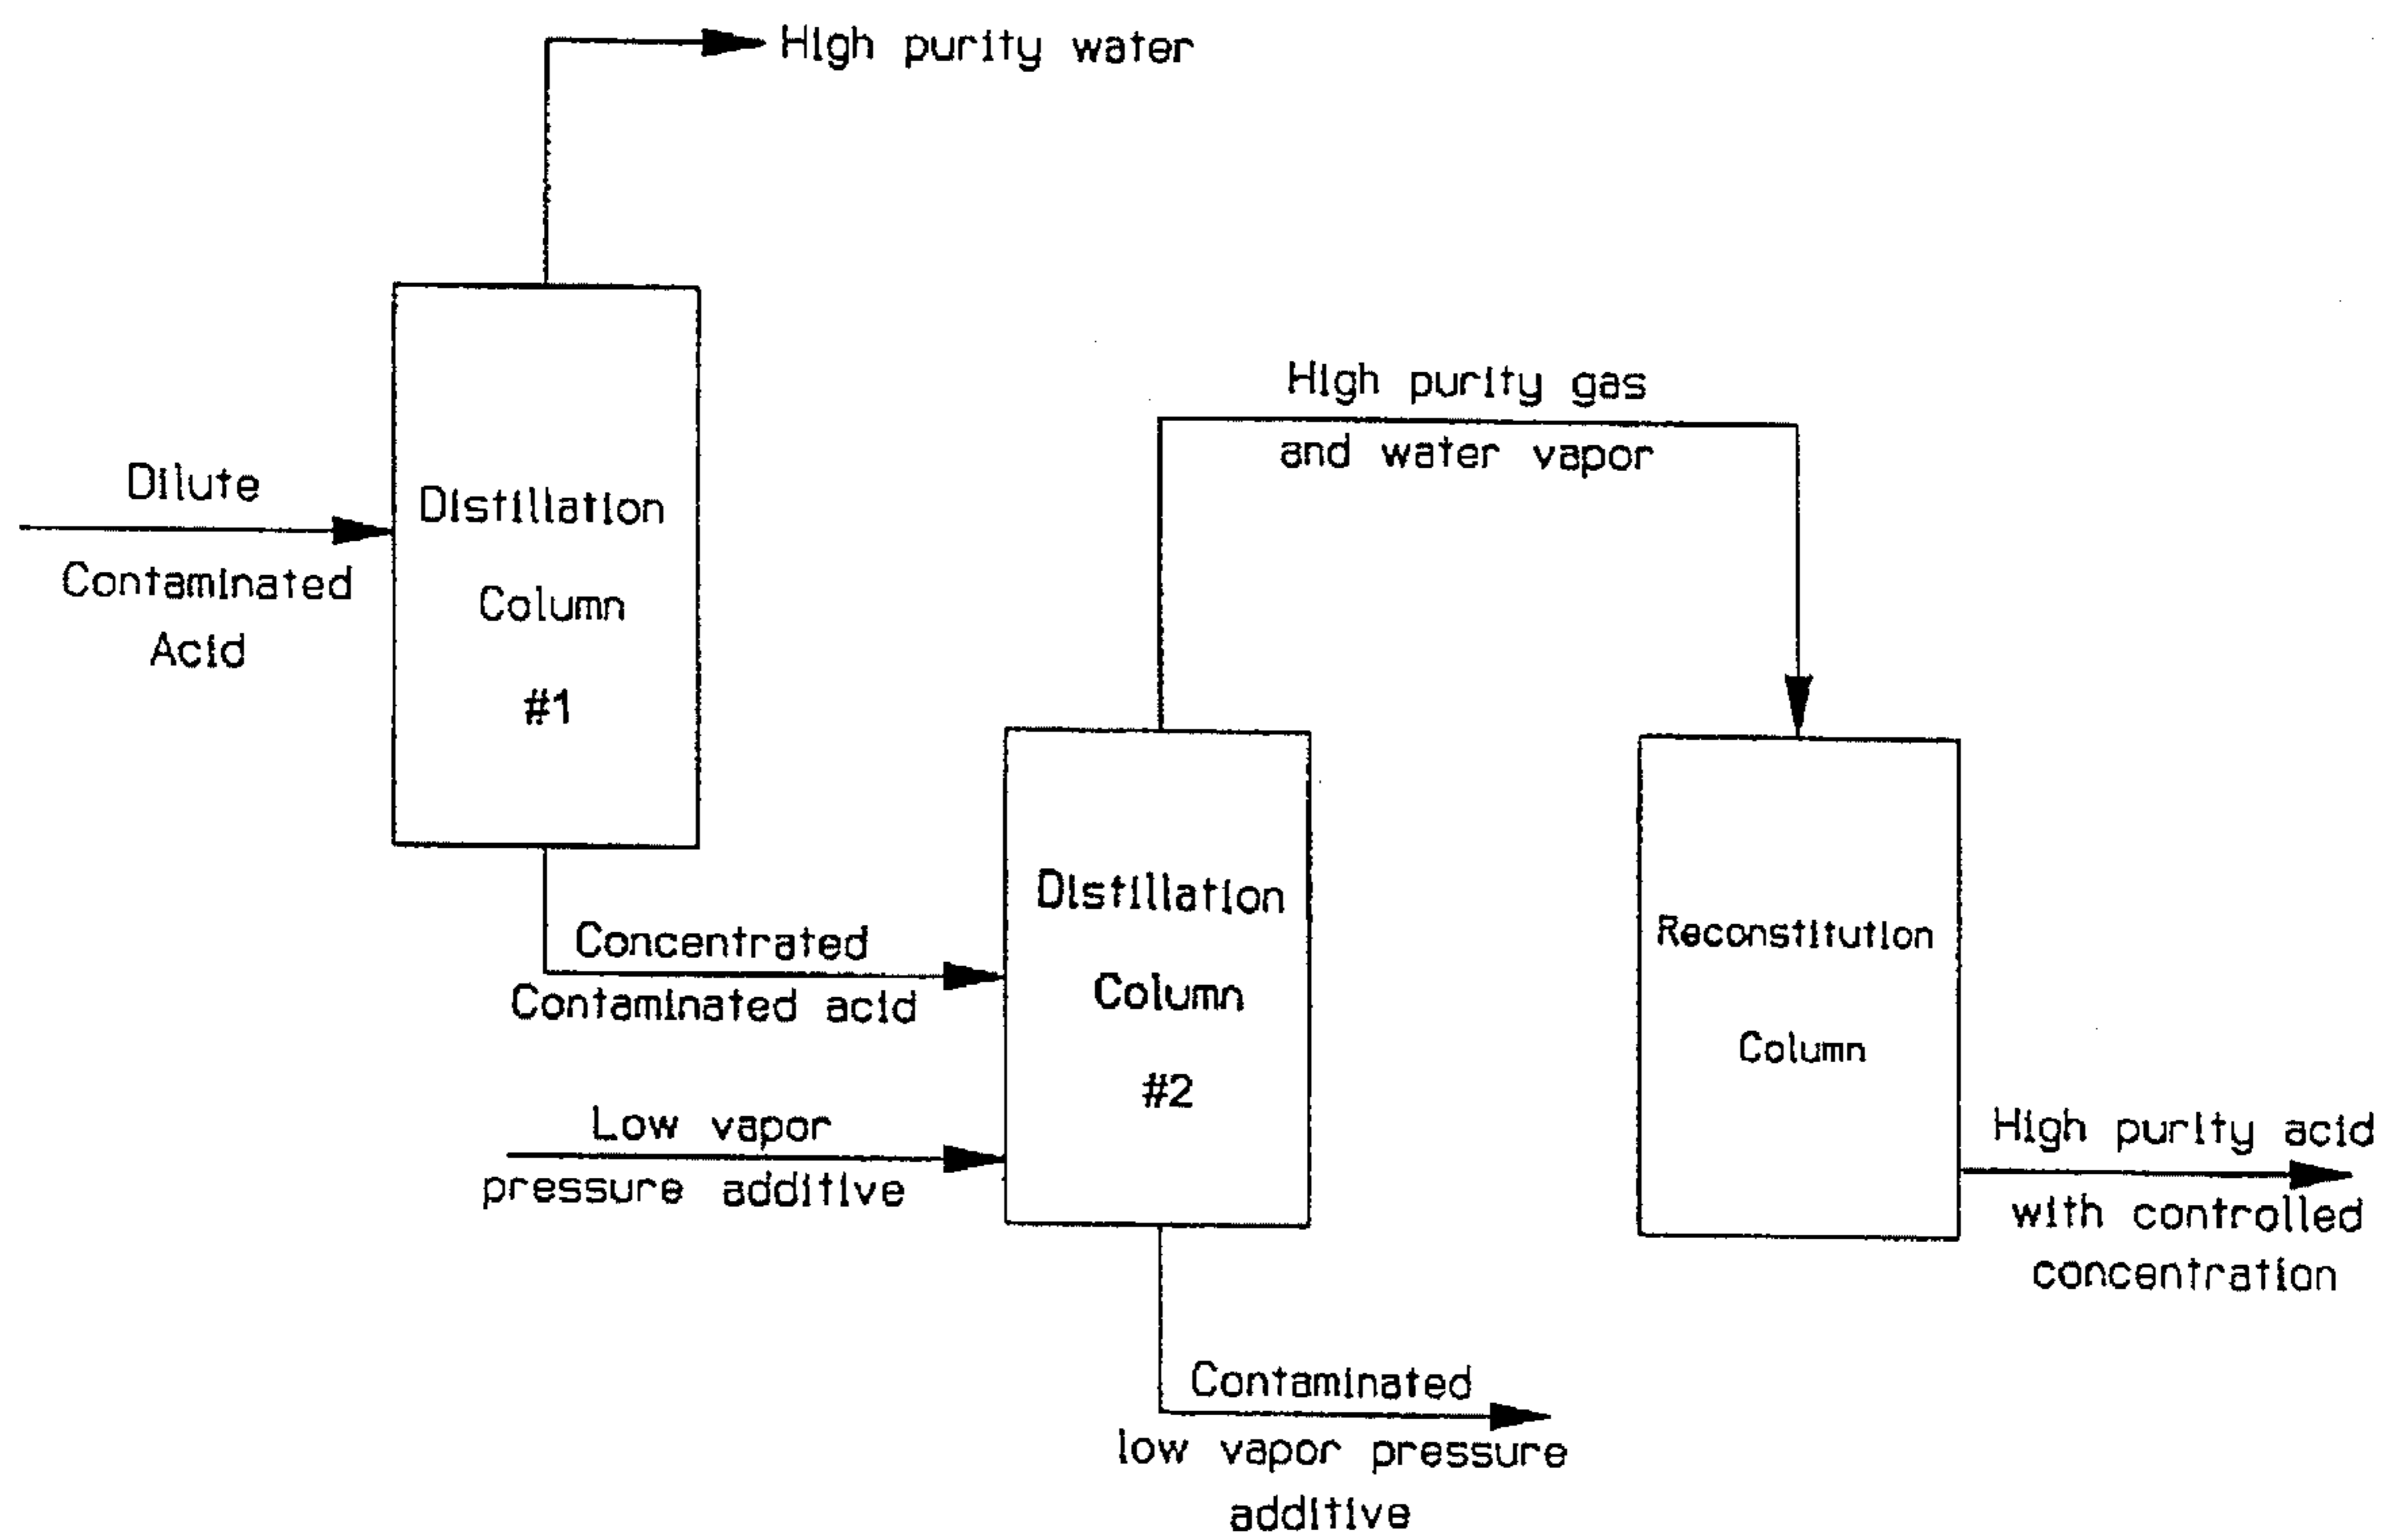 High purity water
Dilute
Contaminated
Acid
Distillation
Column
#1
High purity gas
and water vapor
Concentrated
Contaminated acid
Low vapor
pressure additive
Distillation
Column
#2
Reconstitution
Column
High purity acid
with controlled
concentration
Contaminated
low vapor pressure
additive